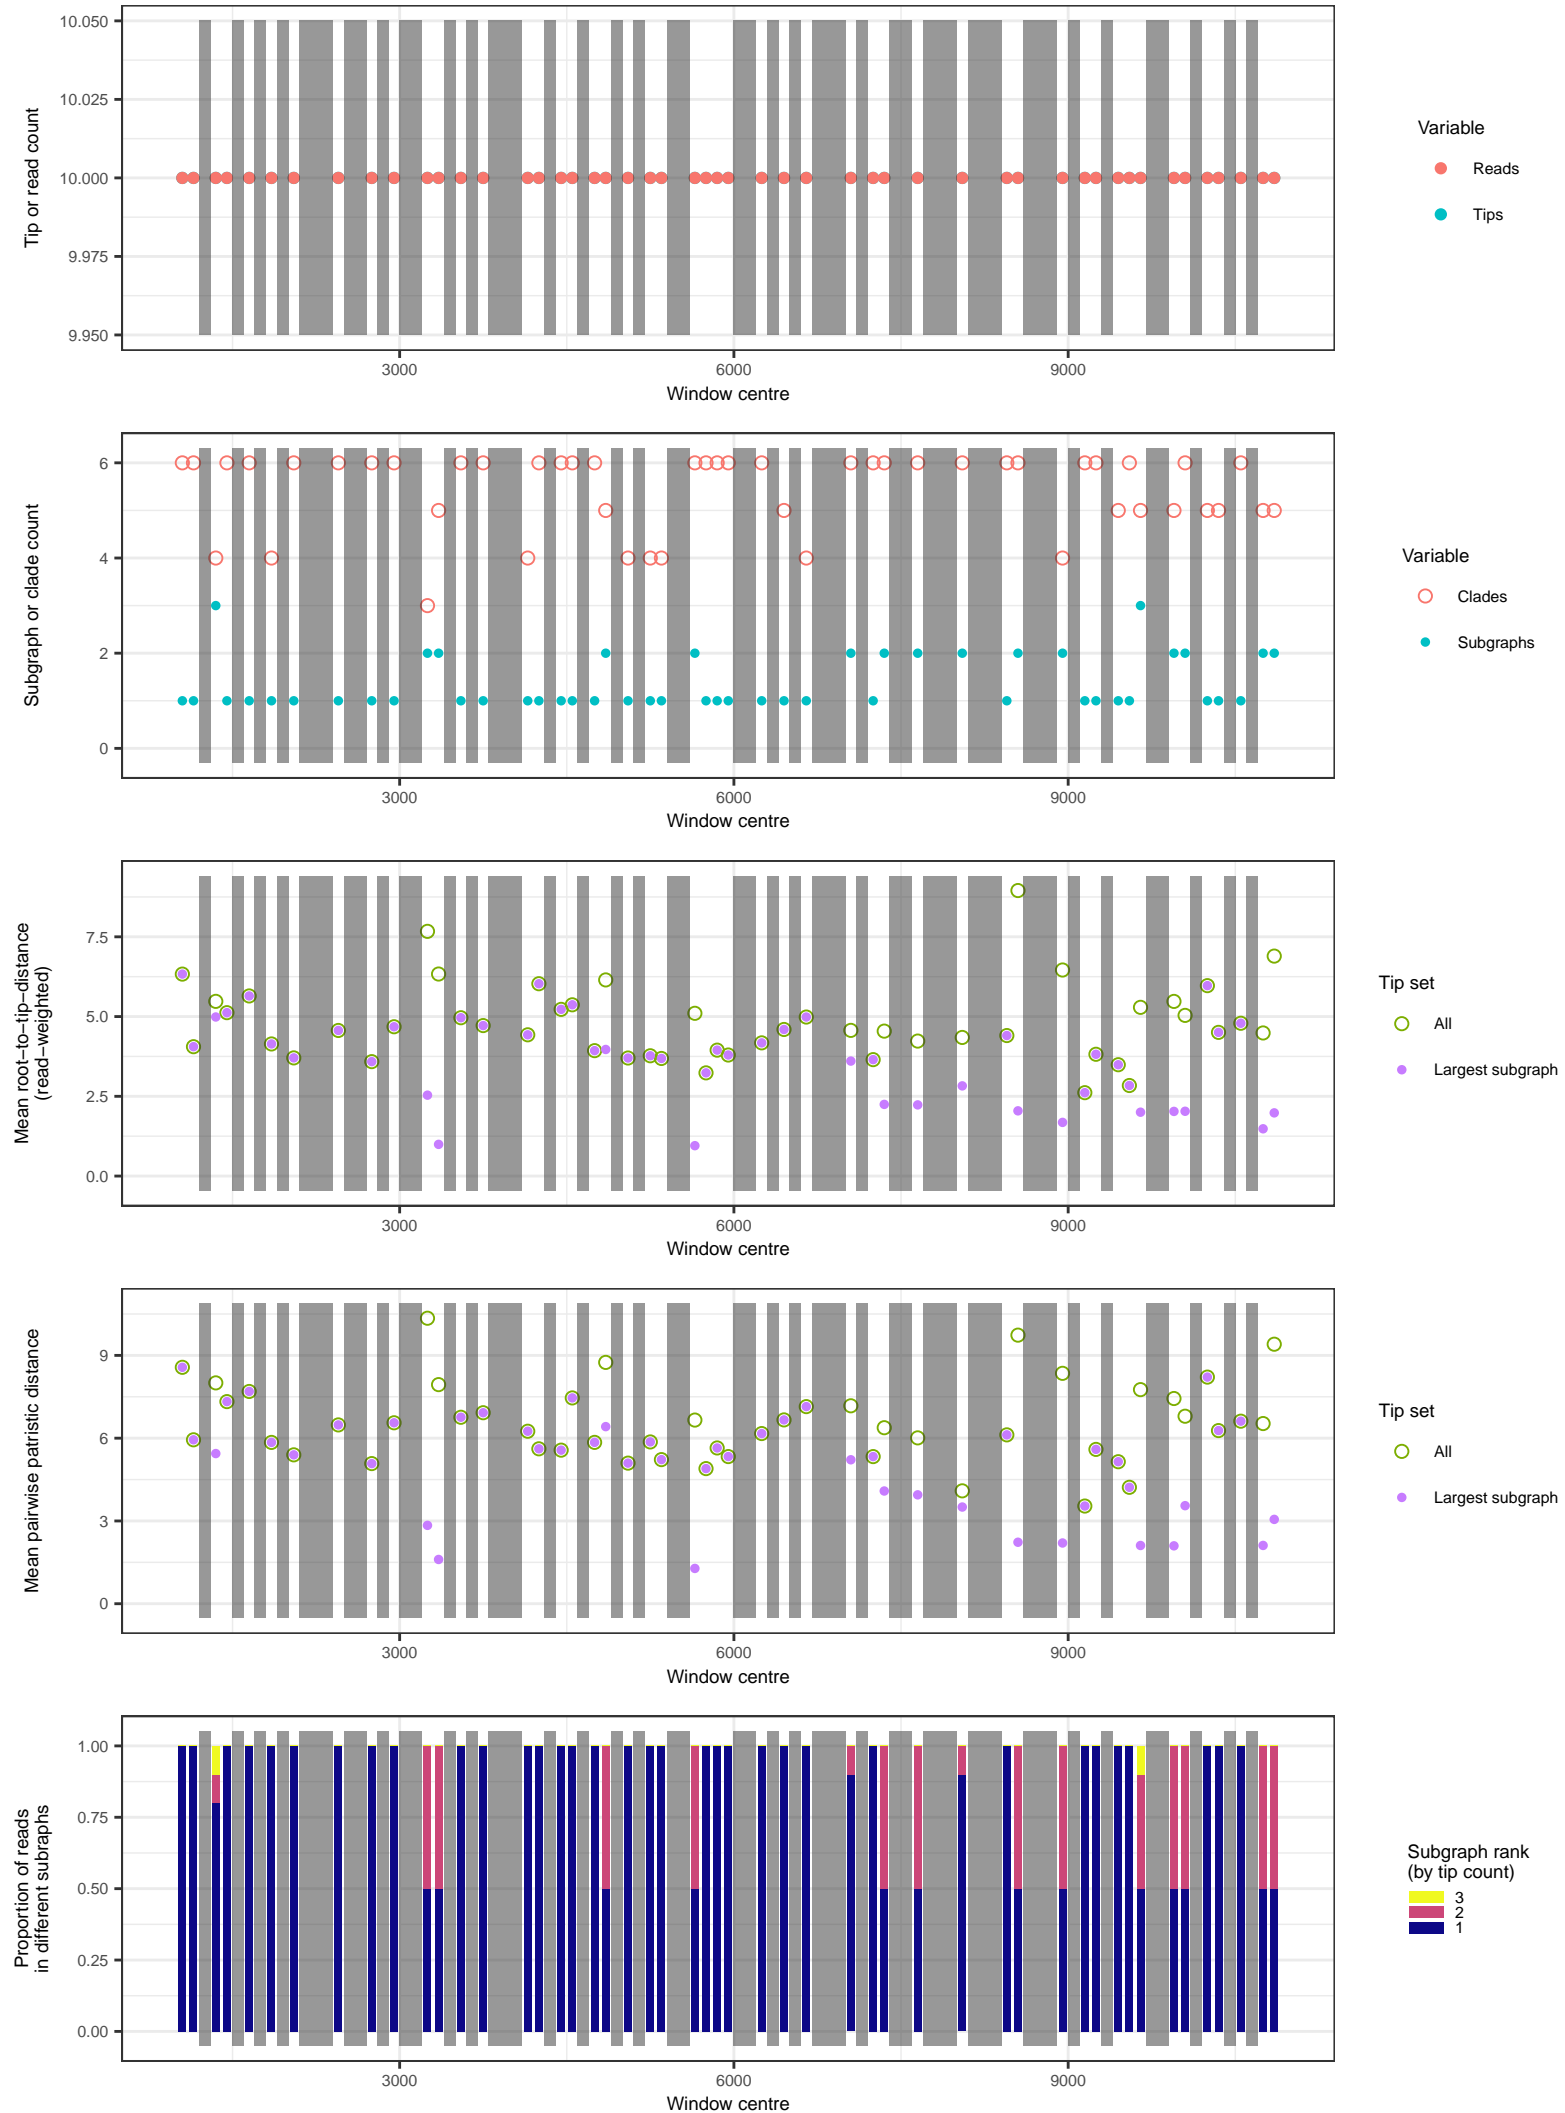 10.050
10.025
10.000
9.975
9.950
Tip or read count
3000
6000
9000
Window centre
Variable
Reads
Tips
6
4
2
0
Subgraph or clade count
3000
6000
9000
Window centre
Variable
Clades
Subgraphs
7.5
5.0
2.5
0.0
Mean root−to−tip−distance
(read−weighted)
3000
6000
9000
Window centre
Tip set
All
Largest subgraph
9
6
3
0
Mean pairwise patristic distance
3000
6000
9000
Window centre
Tip set
All
Largest subgraph
1.00
0.75
0.50
0.25
0.00
Proportion of reads
in different subraphs
3000
6000
9000
Window centre
Subgraph rank
(by tip count)
3
2
1